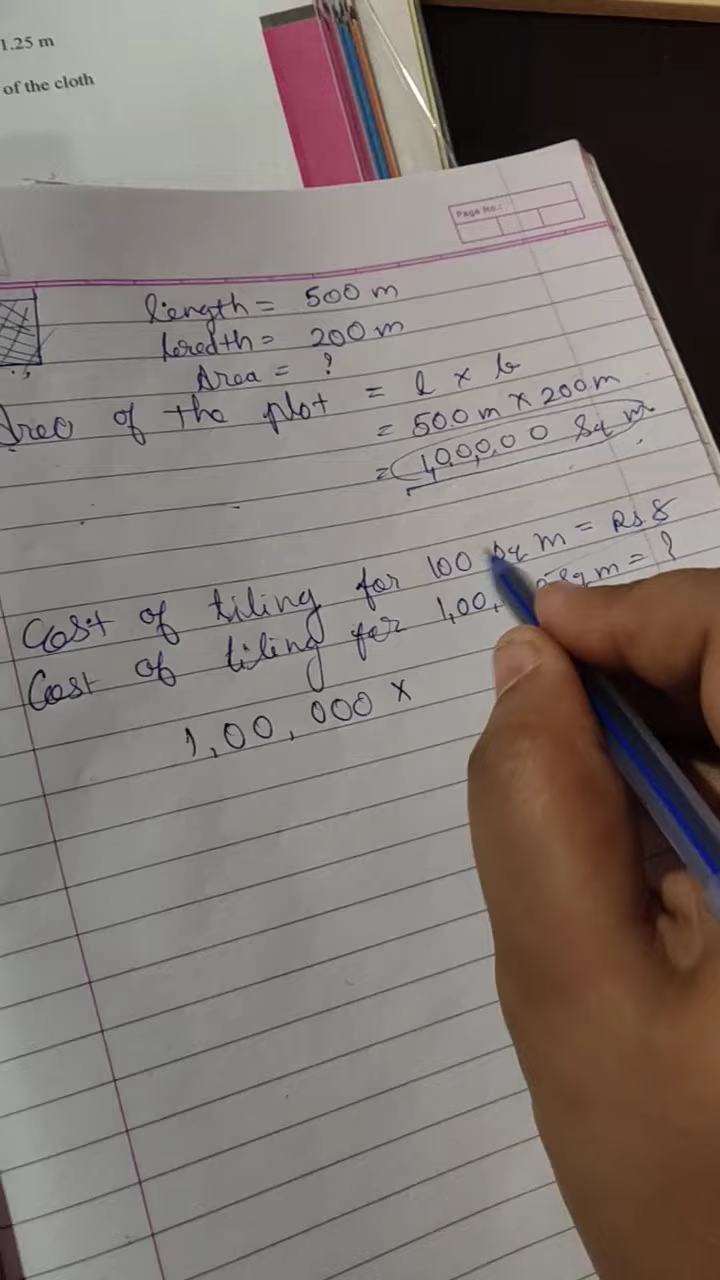 1.25 m
of the cloth
Page No.:
length = 500 m
bredth = 200 m
Area = ?
Area of the plot = l × b
= 500 m × 200 m
= 1,00,000 Sq m
Cost of tiling for 100 sq m = Rs 8
Cost of tiling for 1,00, sq m = ?
1,00,000 ×